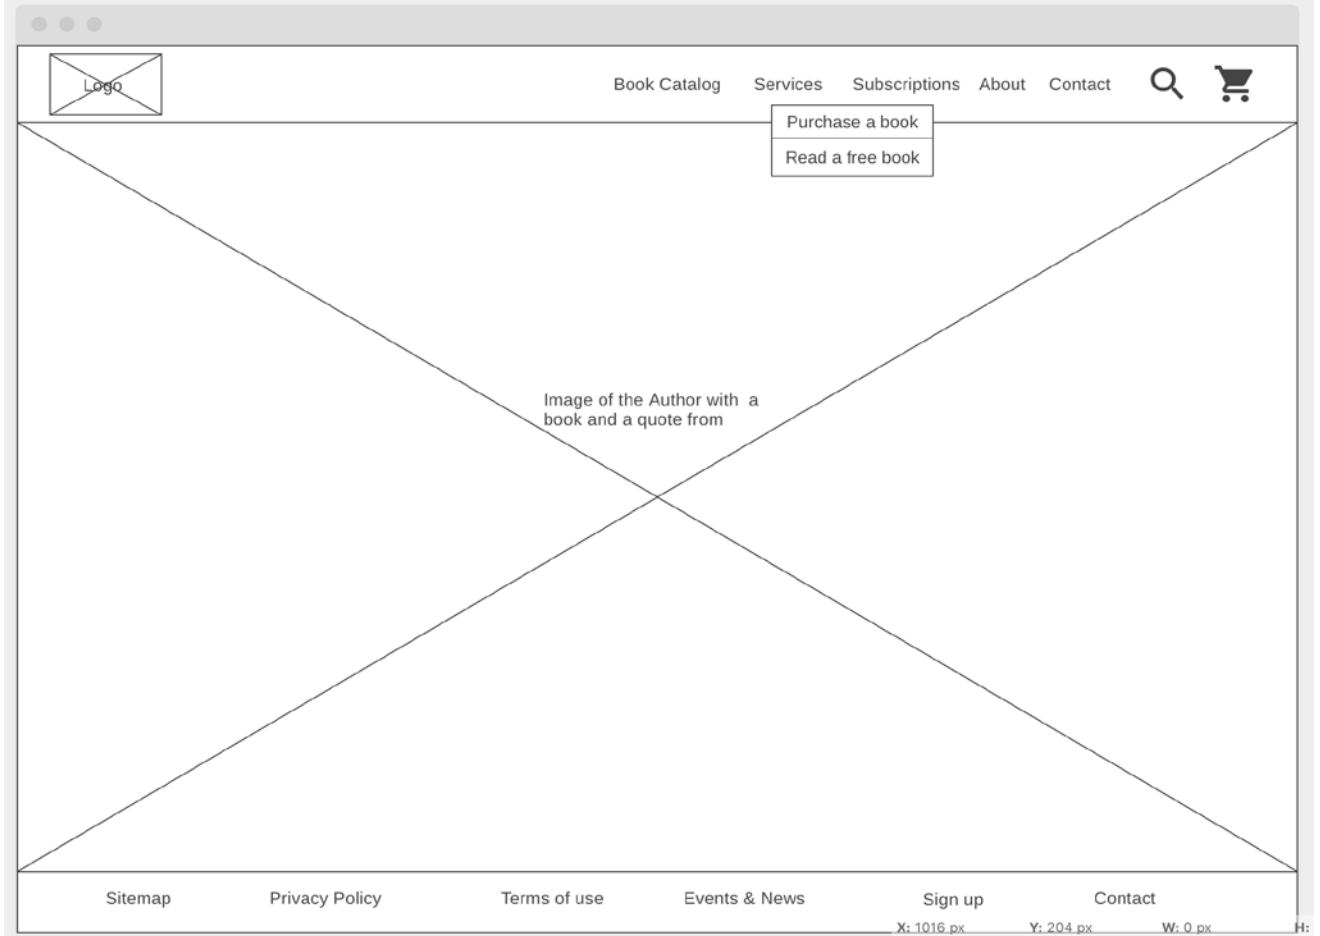 Logo
Book Catalog Services Subscriptions About Contact
Purchase a book
Read a free book
Image of the Author with a
book and a quote from
Sitemap Privacy Policy Terms of use Events & News Sign up Contact
X: 1016 px Y: 204 px W: 0 px H: